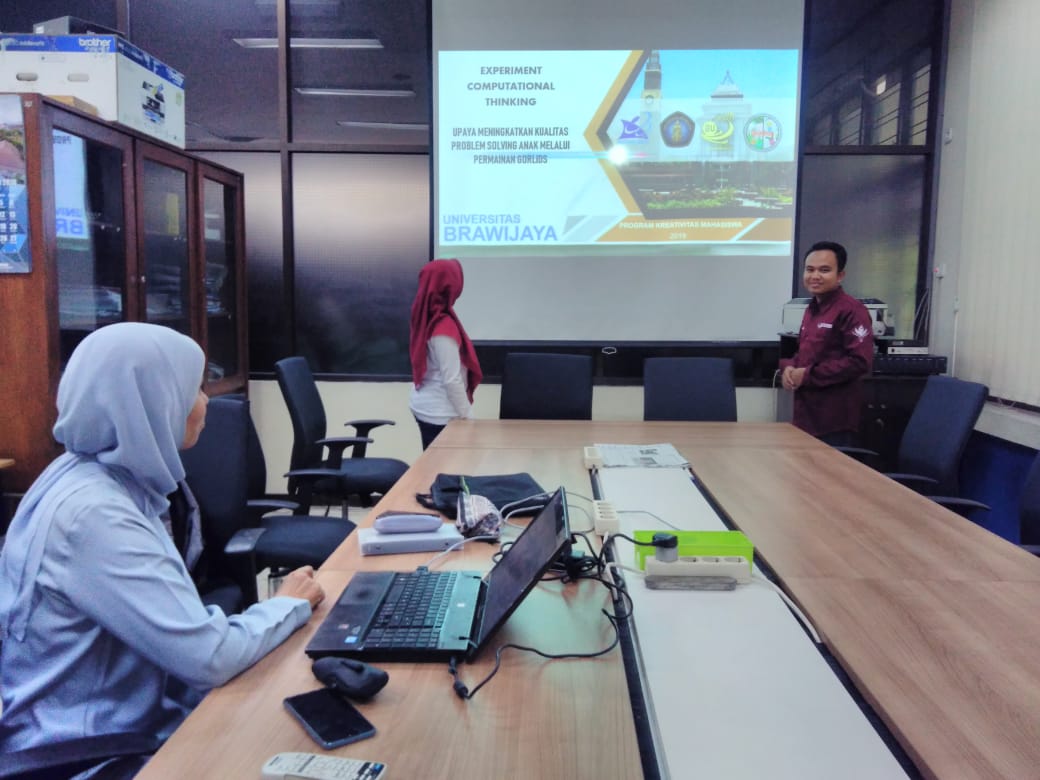 brother
EXPERIMENT
COMPUTATIONAL
THINKING
UPAYA MENINGKATKAN KUALITAS
PROBLEM SOLVING ANAK MELALUI
PERMAINAN GORLIDS
UNIVERSITAS
BRAWIJAYA
PROGRAM KREATIVITAS MAHASISWA
2019